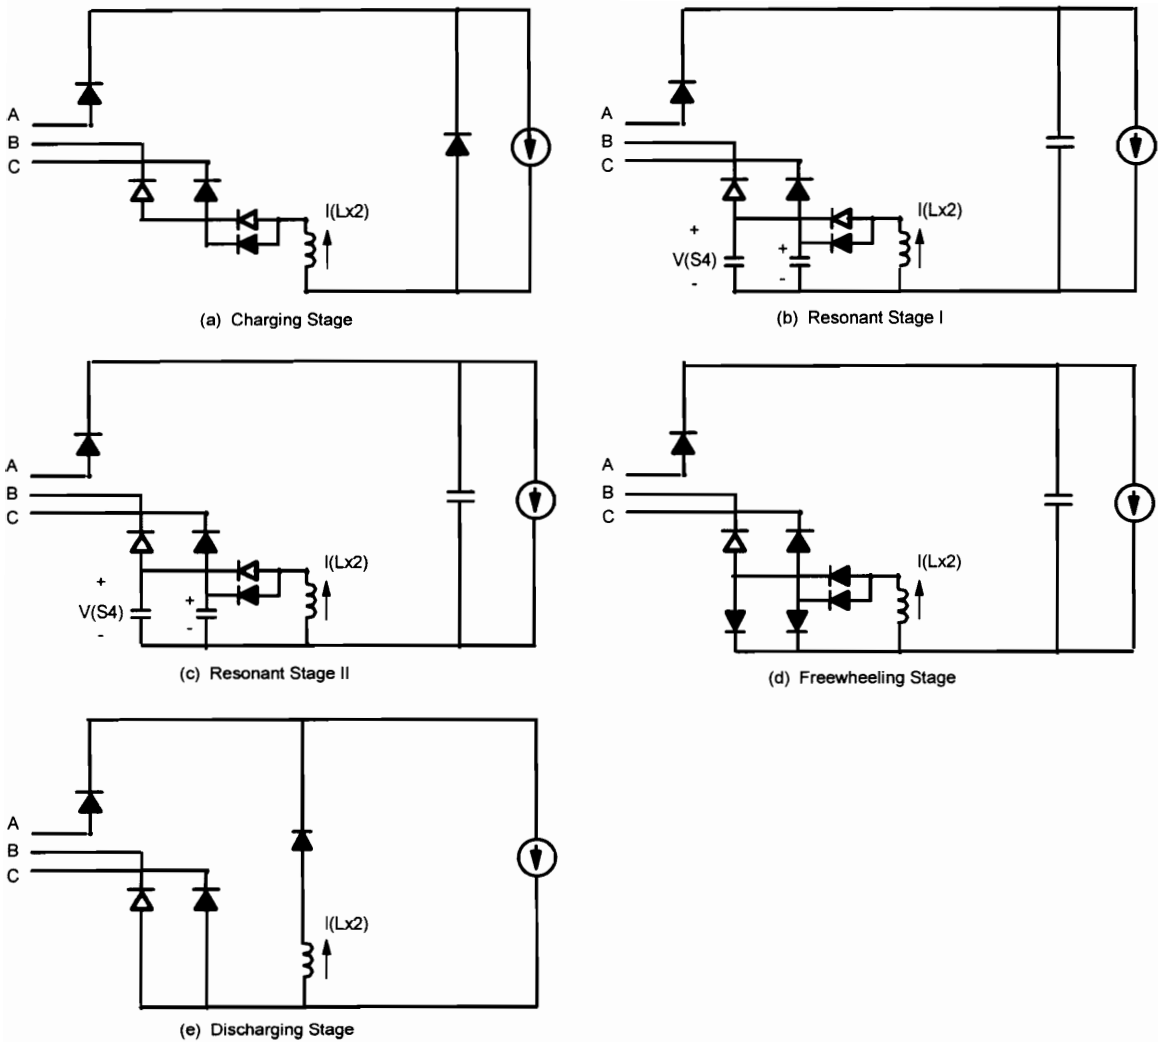 A
B
C
I(Lx2)
(a) Charging Stage
A
B
C
I(Lx2)
+
V(S4)
-
+
-
(b) Resonant Stage I
A
B
C
I(Lx2)
+
V(S4)
-
+
-
(c) Resonant Stage II
A
B
C
I(Lx2)
(d) Freewheeling Stage
A
B
C
I(Lx2)
(e) Discharging Stage